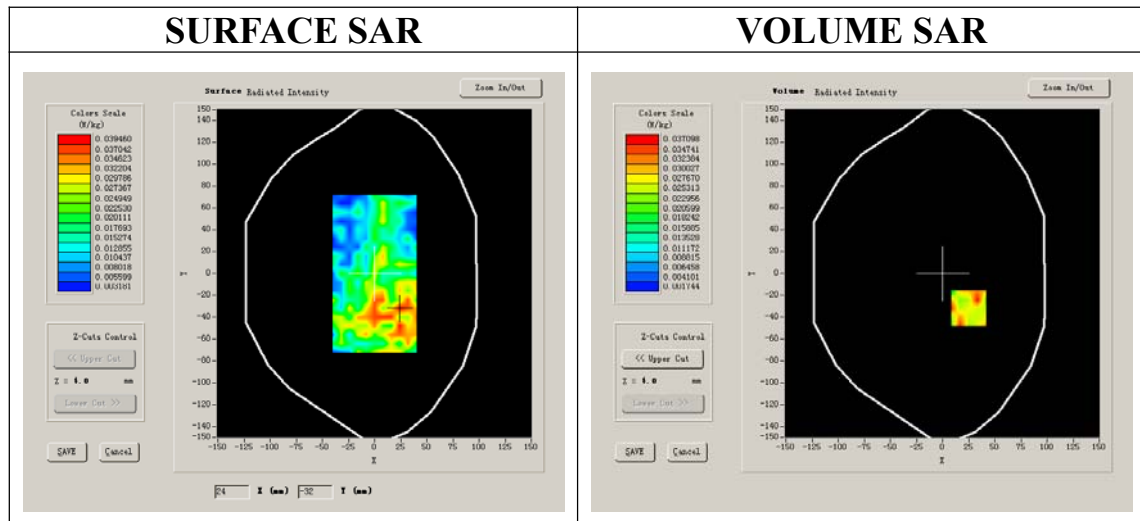 SURFACE SAR
VOLUME SAR
Surface Radiated Intensity
Zoom In/Out
Colors Scale
(W/kg)
0.039460
0.037042
0.034623
0.032204
0.029786
0.027367
0.024949
0.022530
0.020111
0.017693
0.015274
0.012855
0.010437
0.008018
0.005599
0.003181
150
140
120
100
80
60
40
20
0
-20
-40
-60
-80
-100
-120
-140
-150
Y
-150 -125 -100 -75 -50 -25 0 25 50 75 100 125 150
X
Z-Cuts Control
<< Upper Cut
Z = 4.0 mm
Lower Cut >>
SAVE Cancel
24 X (mm) -32 Y (mm)
Volume Radiated Intensity
Zoom In/Out
Colors Scale
(W/kg)
0.037098
0.034741
0.032384
0.030027
0.027670
0.025313
0.022956
0.020599
0.018242
0.015885
0.013528
0.011172
0.008815
0.006458
0.004101
0.001744
150
140
120
100
80
60
40
20
0
-20
-40
-60
-80
-100
-120
-140
-150
Y
-150 -125 -100 -75 -50 -25 0 25 50 75 100 125 150
X
Z-Cuts Control
<< Upper Cut
Z = 4.0 mm
Lower Cut >>
SAVE Cancel